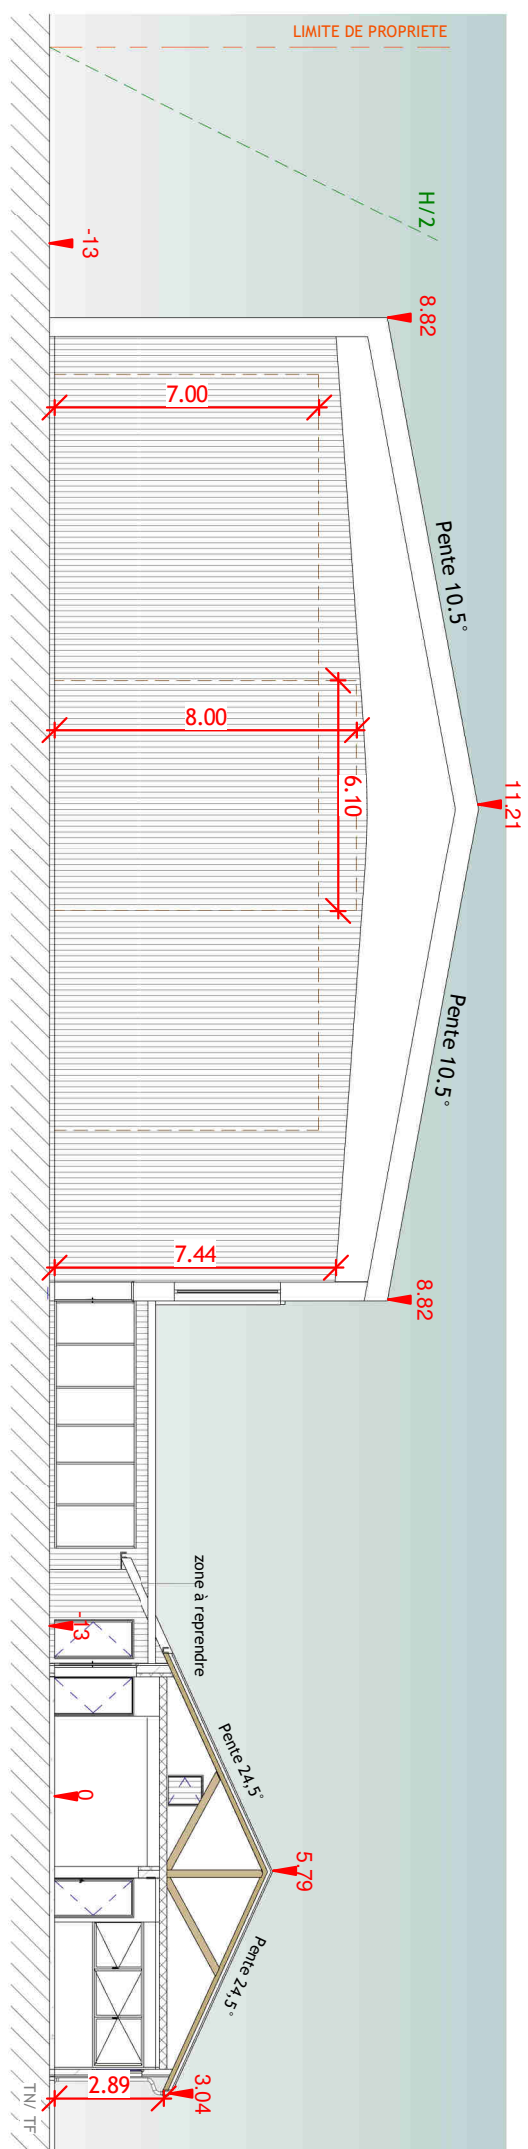 LIMITE DE PROPRIETE
H/2
-13
8.82
7.00
Pente 10.5°
8.00
6.10
11.21
Pente 10.5°
7.44
8.82
zone à reprendre
-13
Pente 24,5°
0
5.79
Pente 24,5°
2.89
3.04
TN/ TF